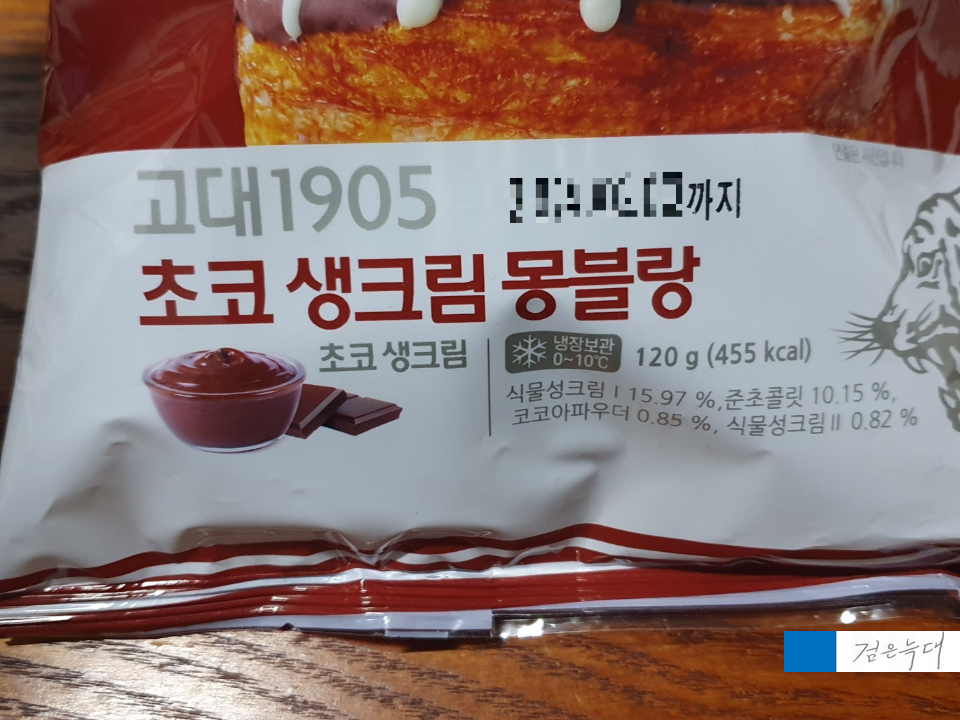 고대1905
까지
초코 생크림 몽블랑
초코 생크림
냉장보관
0~10℃
120 g (455 kcal)
식물성크림Ⅰ 15.97 %, 준초콜릿 10.15 %,
코코아파우더 0.85 %, 식물성크림Ⅱ 0.82 %
검은늑대